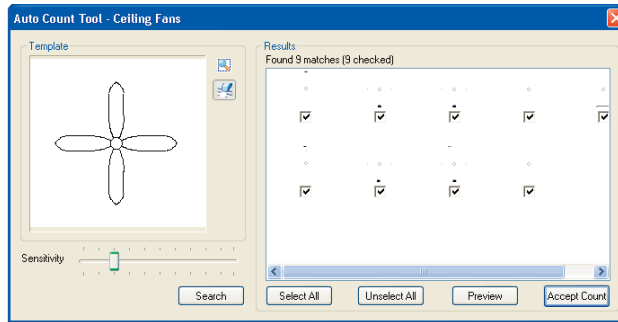 Auto Count Tool - Ceiling Fans
Template
Results
Found 9 matches (9 checked)
Sensitivity
Search
Select All
Unselect All
Preview
Accept Count